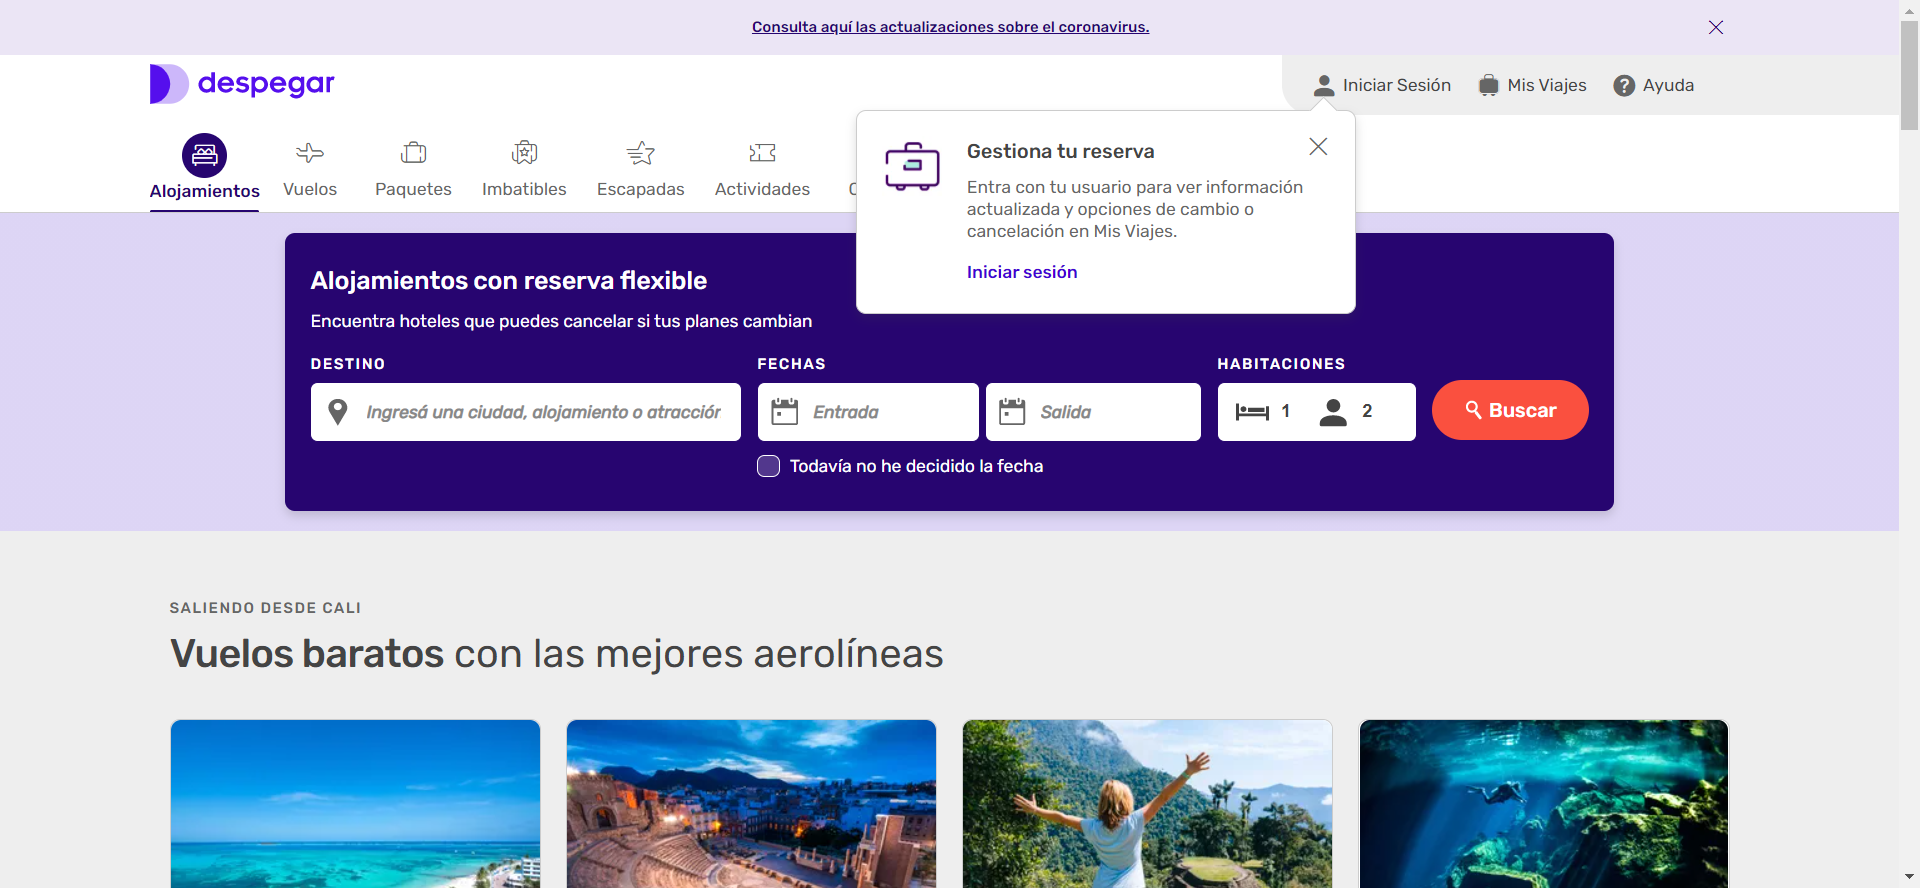 Consulta aquí las actualizaciones sobre el coronavirus.
despegar
Iniciar Sesión
Mis Viajes
Ayuda
Alojamientos
Vuelos
Paquetes
Imbatibles
Escapadas
Actividades
Gestiona tu reserva
Entra con tu usuario para ver información
actualizada y opciones de cambio o
cancelación en Mis Viajes.
Iniciar sesión
Alojamientos con reserva flexible
Encuentra hoteles que puedes cancelar si tus planes cambian
DESTINO
FECHAS
HABITACIONES
Ingresá una ciudad, alojamiento o atracción
Entrada
Salida
1
2
Buscar
Todavía no he decidido la fecha
SALIENDO DESDE CALI
Vuelos baratos con las mejores aerolíneas